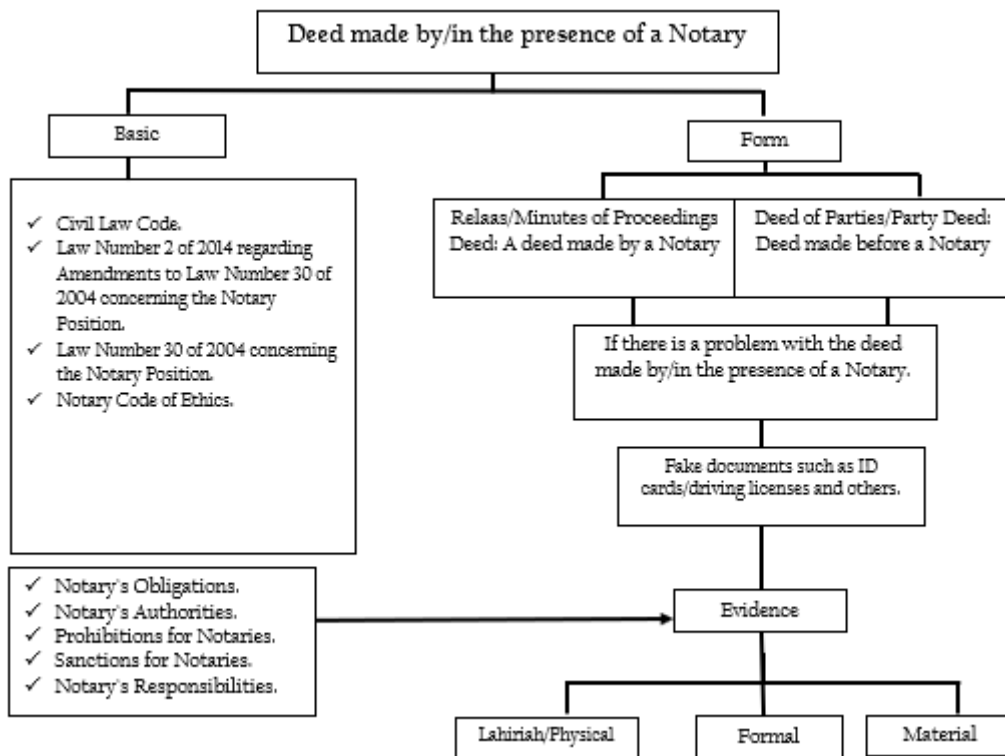 Deed made by/in the presence of a Notary
Basic
Form
✓ Civil Law Code.
✓ Law Number 2 of 2014 regarding
Amendments to Law Number 30 of
2004 concerning the Notary
Position.
✓ Law Number 30 of 2004 concerning
the Notary Position.
✓ Notary Code of Ethics.
Relaas/Minutes of Proceedings
Deed: A deed made by a Notary
Deed of Parties/Party Deed:
Deed made before a Notary
If there is a problem with the deed
made by/in the presence of a Notary.
Fake documents such as ID
cards/driving licenses and others.
✓ Notary's Obligations.
✓ Notary's Authorities.
✓ Prohibitions for Notaries.
✓ Sanctions for Notaries.
✓ Notary's Responsibilities.
Evidence
Lahiriah/Physical
Formal
Material